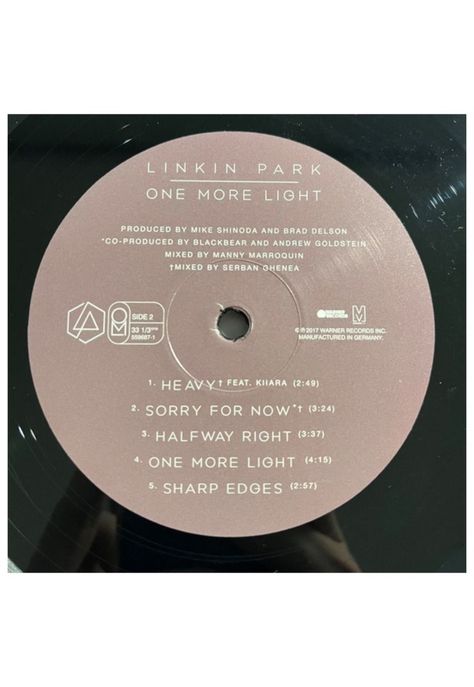 LINKIN PARK
ONE MORE LIGHT
PRODUCED BY MIKE SHINODA AND BRAD DELSON
*CO-PRODUCED BY BLACKBEAR AND ANDREW GOLDSTEIN
MIXED BY MANNY MARROQUIN
†MIXED BY SERBAN GHENEA
SIDE 2
33 1/3 RPM
559687-1
WARNER RECORDS
℗©2017 WARNER RECORDS INC.
MANUFACTURED IN GERMANY.
1. HEAVY† FEAT. KIIARA (2:49)
2. SORRY FOR NOW*† (3:24)
3. HALFWAY RIGHT (3:37)
4. ONE MORE LIGHT (4:15)
5. SHARP EDGES (2:57)